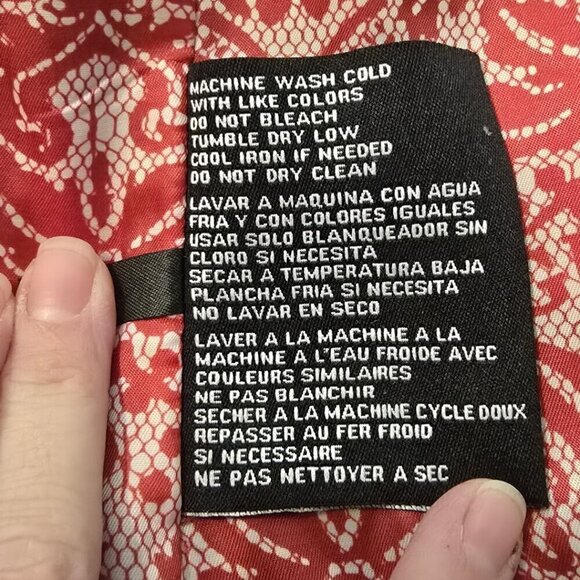 MACHINE WASH COLD
WITH LIKE COLORS
DO NOT BLEACH
TUMBLE DRY LOW
COOL IRON IF NEEDED
DO NOT DRY CLEAN
LAVAR A MAQUINA CON AGUA
FRIA Y CON COLORES IGUALES
USAR SOLO BLANQUEADOR SIN
CLORO SI NECESITA
SECAR A TEMPERATURA BAJA
PLANCHA FRIA SI NECESITA
NO LAVAR EN SECO
LAVER A LA MACHINE A LA
MACHINE A L'EAU FROIDE AVEC
COULEURS SIMILAIRES
NE PAS BLANCHIR
SECHER A LA MACHINE CYCLE DOUX
REPASSER AU FER FROID
SI NECESSAIRE
NE PAS NETTOYER A SEC